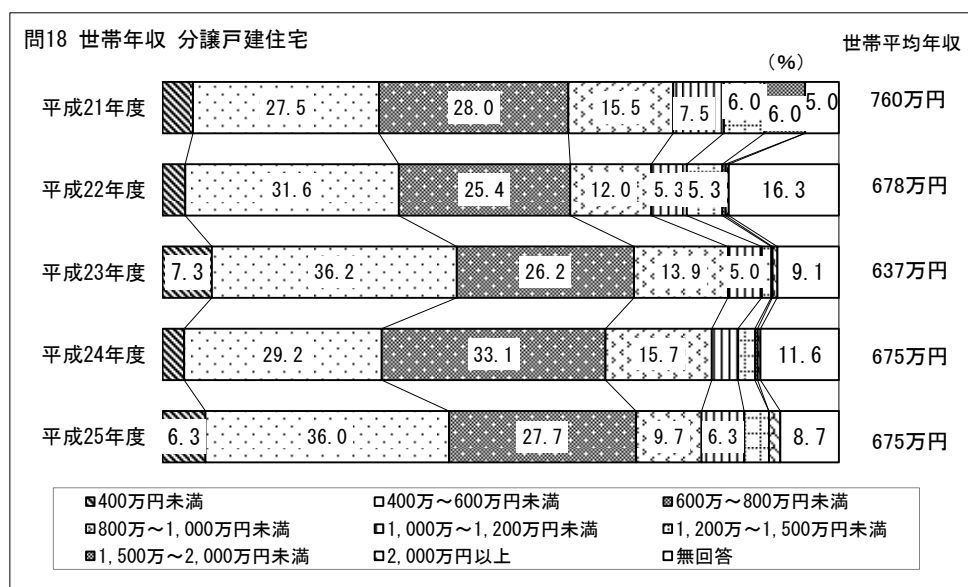 問18 世帯年収 分譲戸建住宅
世帯平均年収
(%)
平成21年度 27.5 28.0 15.5 7.5 6.0 6.0 5.0 760万円
平成22年度 31.6 25.4 12.0 5.3 5.3 16.3 678万円
平成23年度 7.3 36.2 26.2 13.9 5.0 9.1 637万円
平成24年度 29.2 33.1 15.7 11.6 675万円
平成25年度 6.3 36.0 27.7 9.7 6.3 8.7 675万円
400万円未満 400万～600万円未満 600万～800万円未満
800万～1,000万円未満 1,000万～1,200万円未満 1,200万～1,500万円未満
1,500万～2,000万円未満 2,000万円以上 無回答